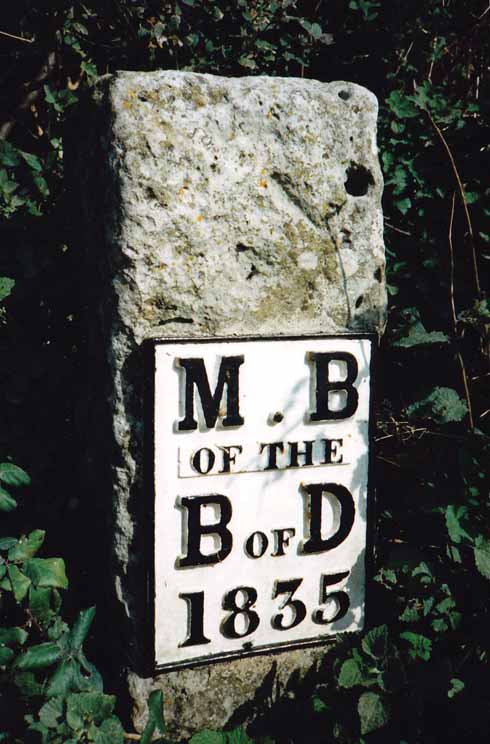 M . B
OF THE
B OF D
1835